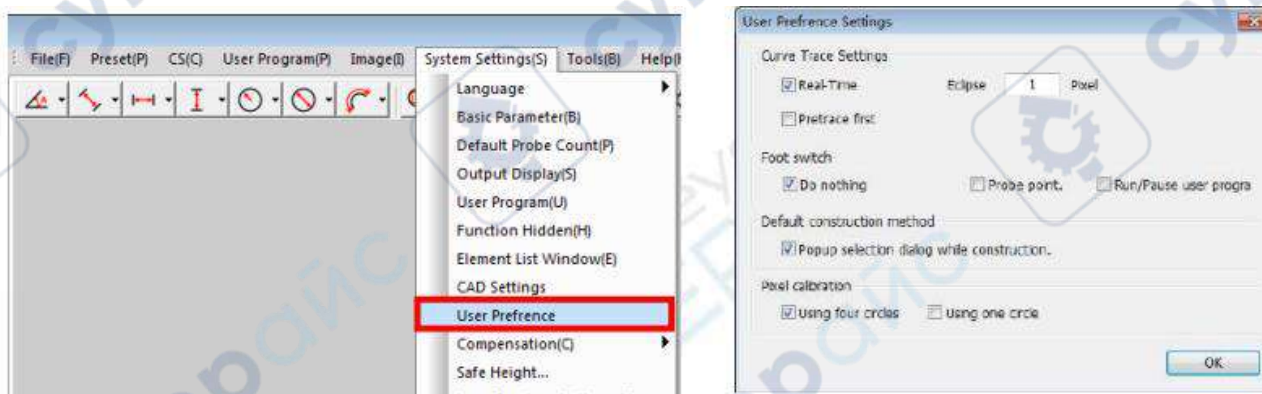 File(F) Preset(P) CS(C) User Program(P) Image(I) System Settings(S) Tools(B) Help(
Language
Basic Parameter(B)
Default Probe Count(P)
Output Display(S)
User Program(U)
Function Hidden(H)
Element List Window(E)
CAD Settings
User Prefrence
Compensation(C)
Safe Height...
User Prefrence Settings
Curve Trace Settings
Real-Time Eclipse 1 Pixel
Pretrace first
Foot switch
Do nothing Probe point. Run/Pause user progra
Default construction method
Popup selection dialog while construction.
Pixel calibration
Using four circles Using one circle
OK